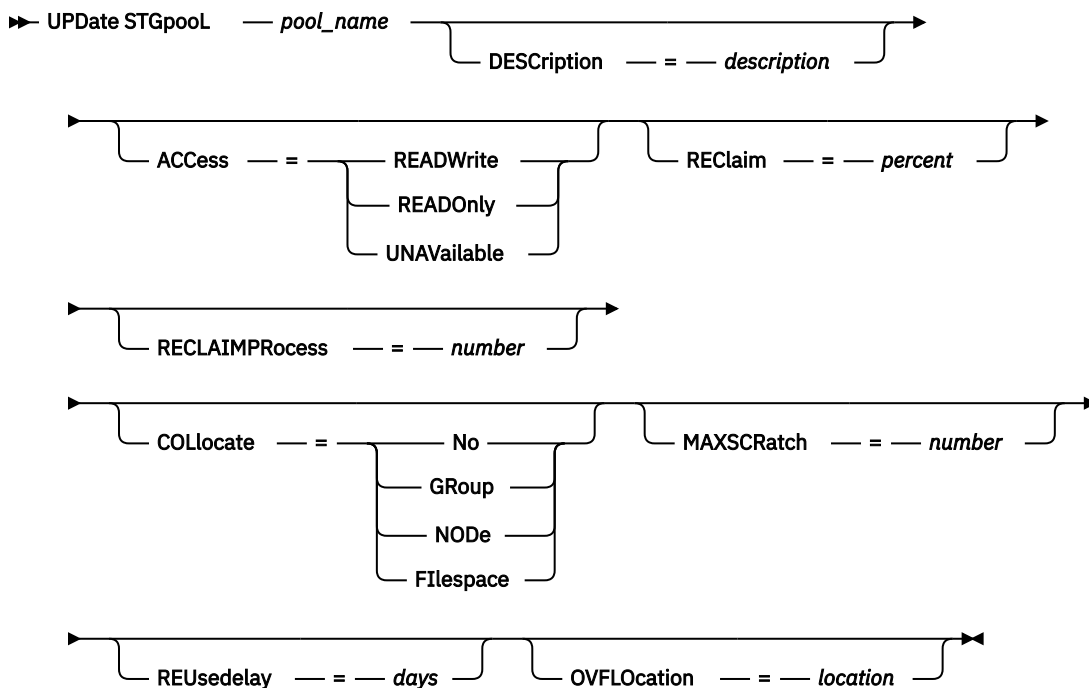 UPDate STGpooL pool_name
DESCription = description
ACCess = READWrite
READOnly
UNAVailable
REClaim = percent
RECLAIMPRocess = number
COLlocate = No
GRoup
NODe
FIlespace
MAXSCRatch = number
REUsedelay = days
OVFLOcation = location